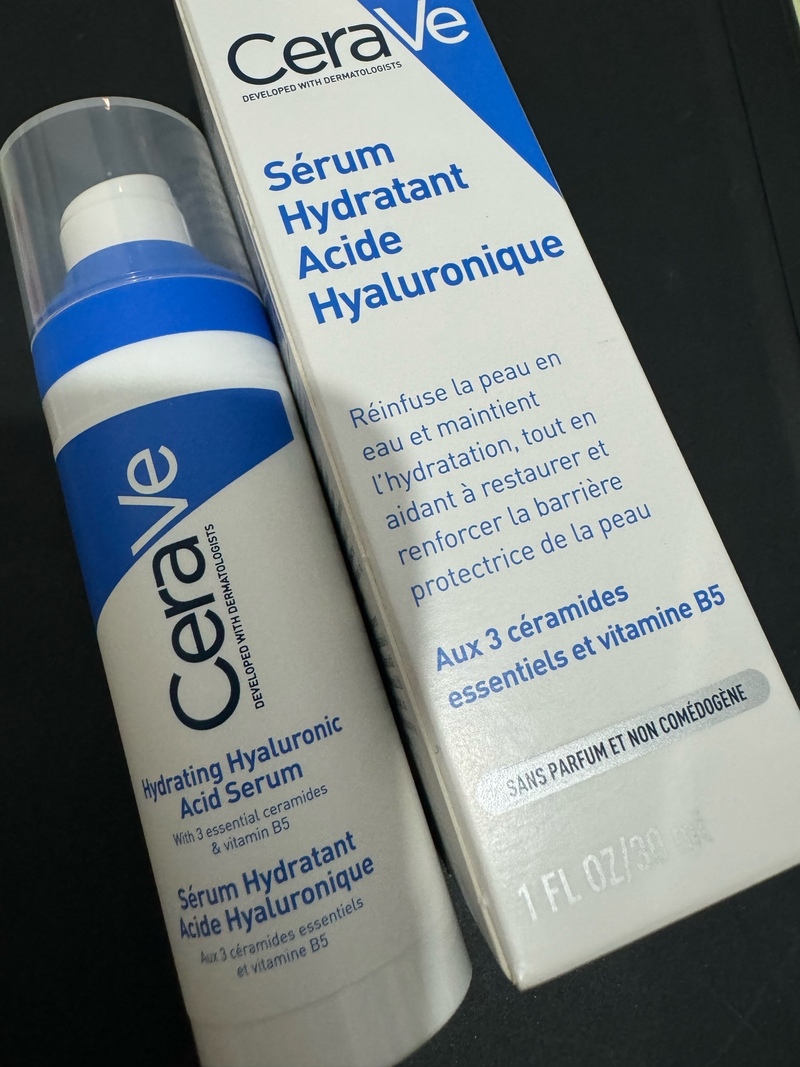 CeraVe
DEVELOPED WITH DERMATOLOGISTS
Hydrating Hyaluronic
Acid Serum
With 3 essential ceramides
& vitamin B5
Sérum Hydratant
Acide Hyaluronique
Aux 3 céramides essentiels
et vitamine B5
CeraVe
DEVELOPED WITH DERMATOLOGISTS
Sérum
Hydratant
Acide
Hyaluronique
Réinfuse la peau en
eau et maintient
l'hydratation, tout en
aidant à restaurer et
renforcer la barrière
protectrice de la peau
Aux 3 céramides
essentiels et vitamine B5
SANS PARFUM ET NON COMÉDOGÈNE
1 FL OZ/30